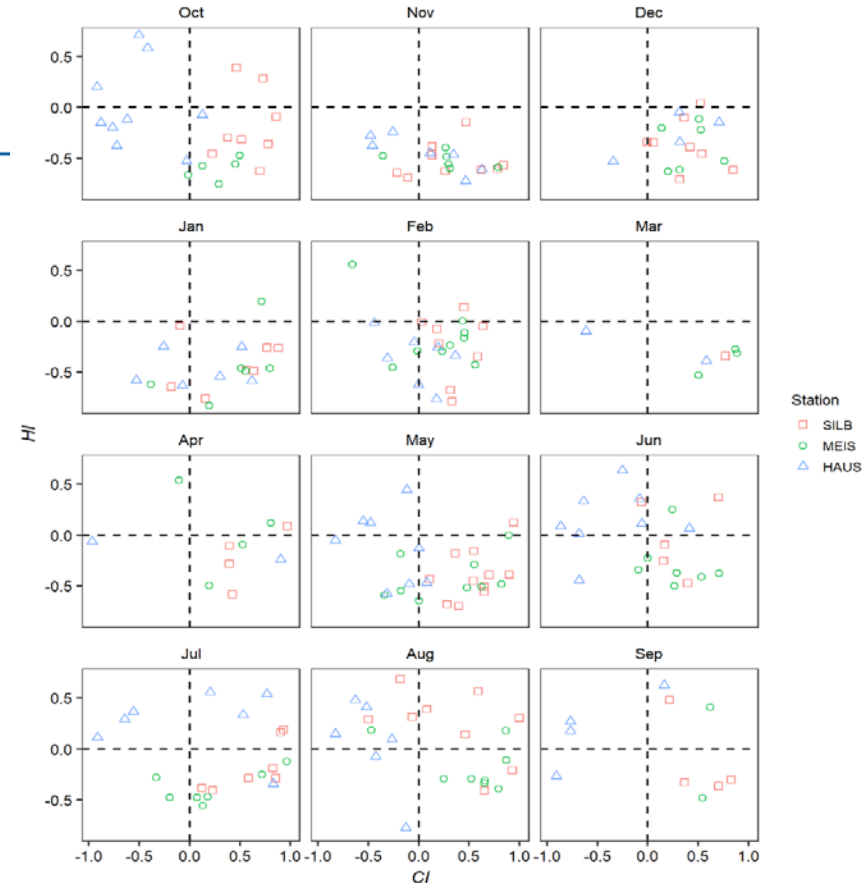 Oct Nov Dec
0.5
0.0
-0.5
Jan Feb Mar
0.5
0.0
-0.5
Station
SILB
MEIS
HAUS
HI
Apr May Jun
0.5
0.0
-0.5
Jul Aug Sep
0.5
0.0
-0.5
-1.0 -0.5 0.0 0.5 1.0 -1.0 -0.5 0.0 0.5 1.0 -1.0 -0.5 0.0 0.5 1.0
CI